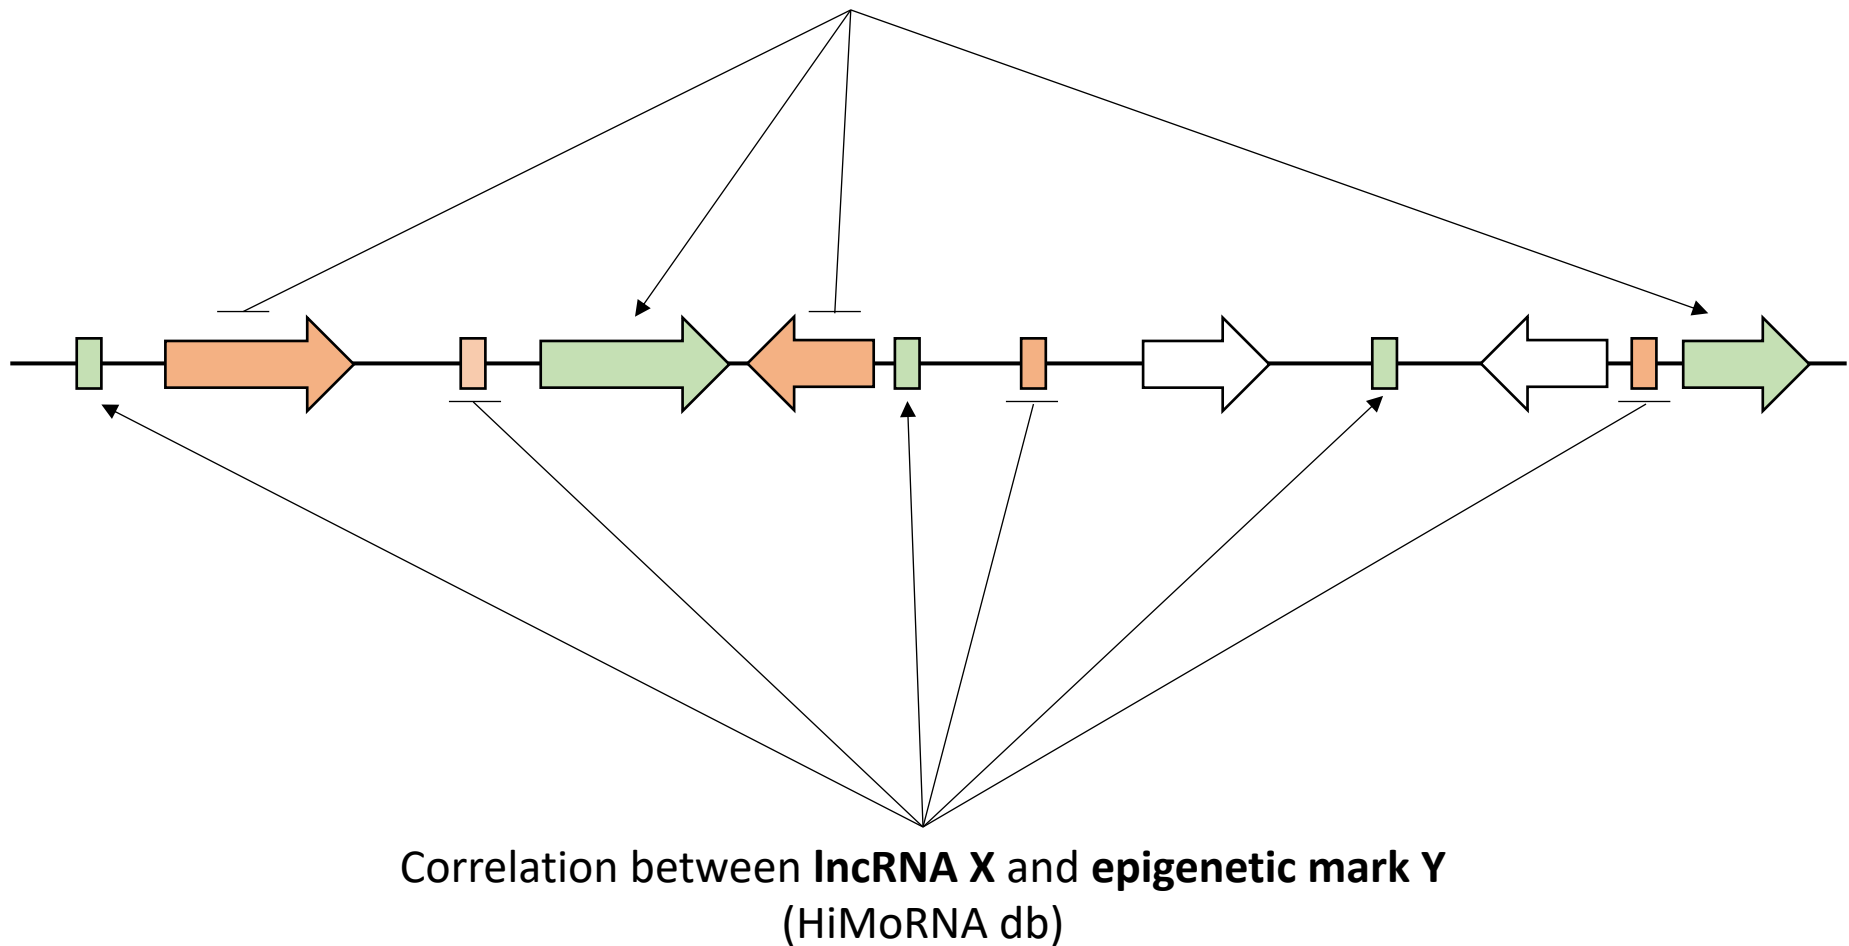 Correlation between lncRNA X and epigenetic mark Y
(HiMoRNA db)